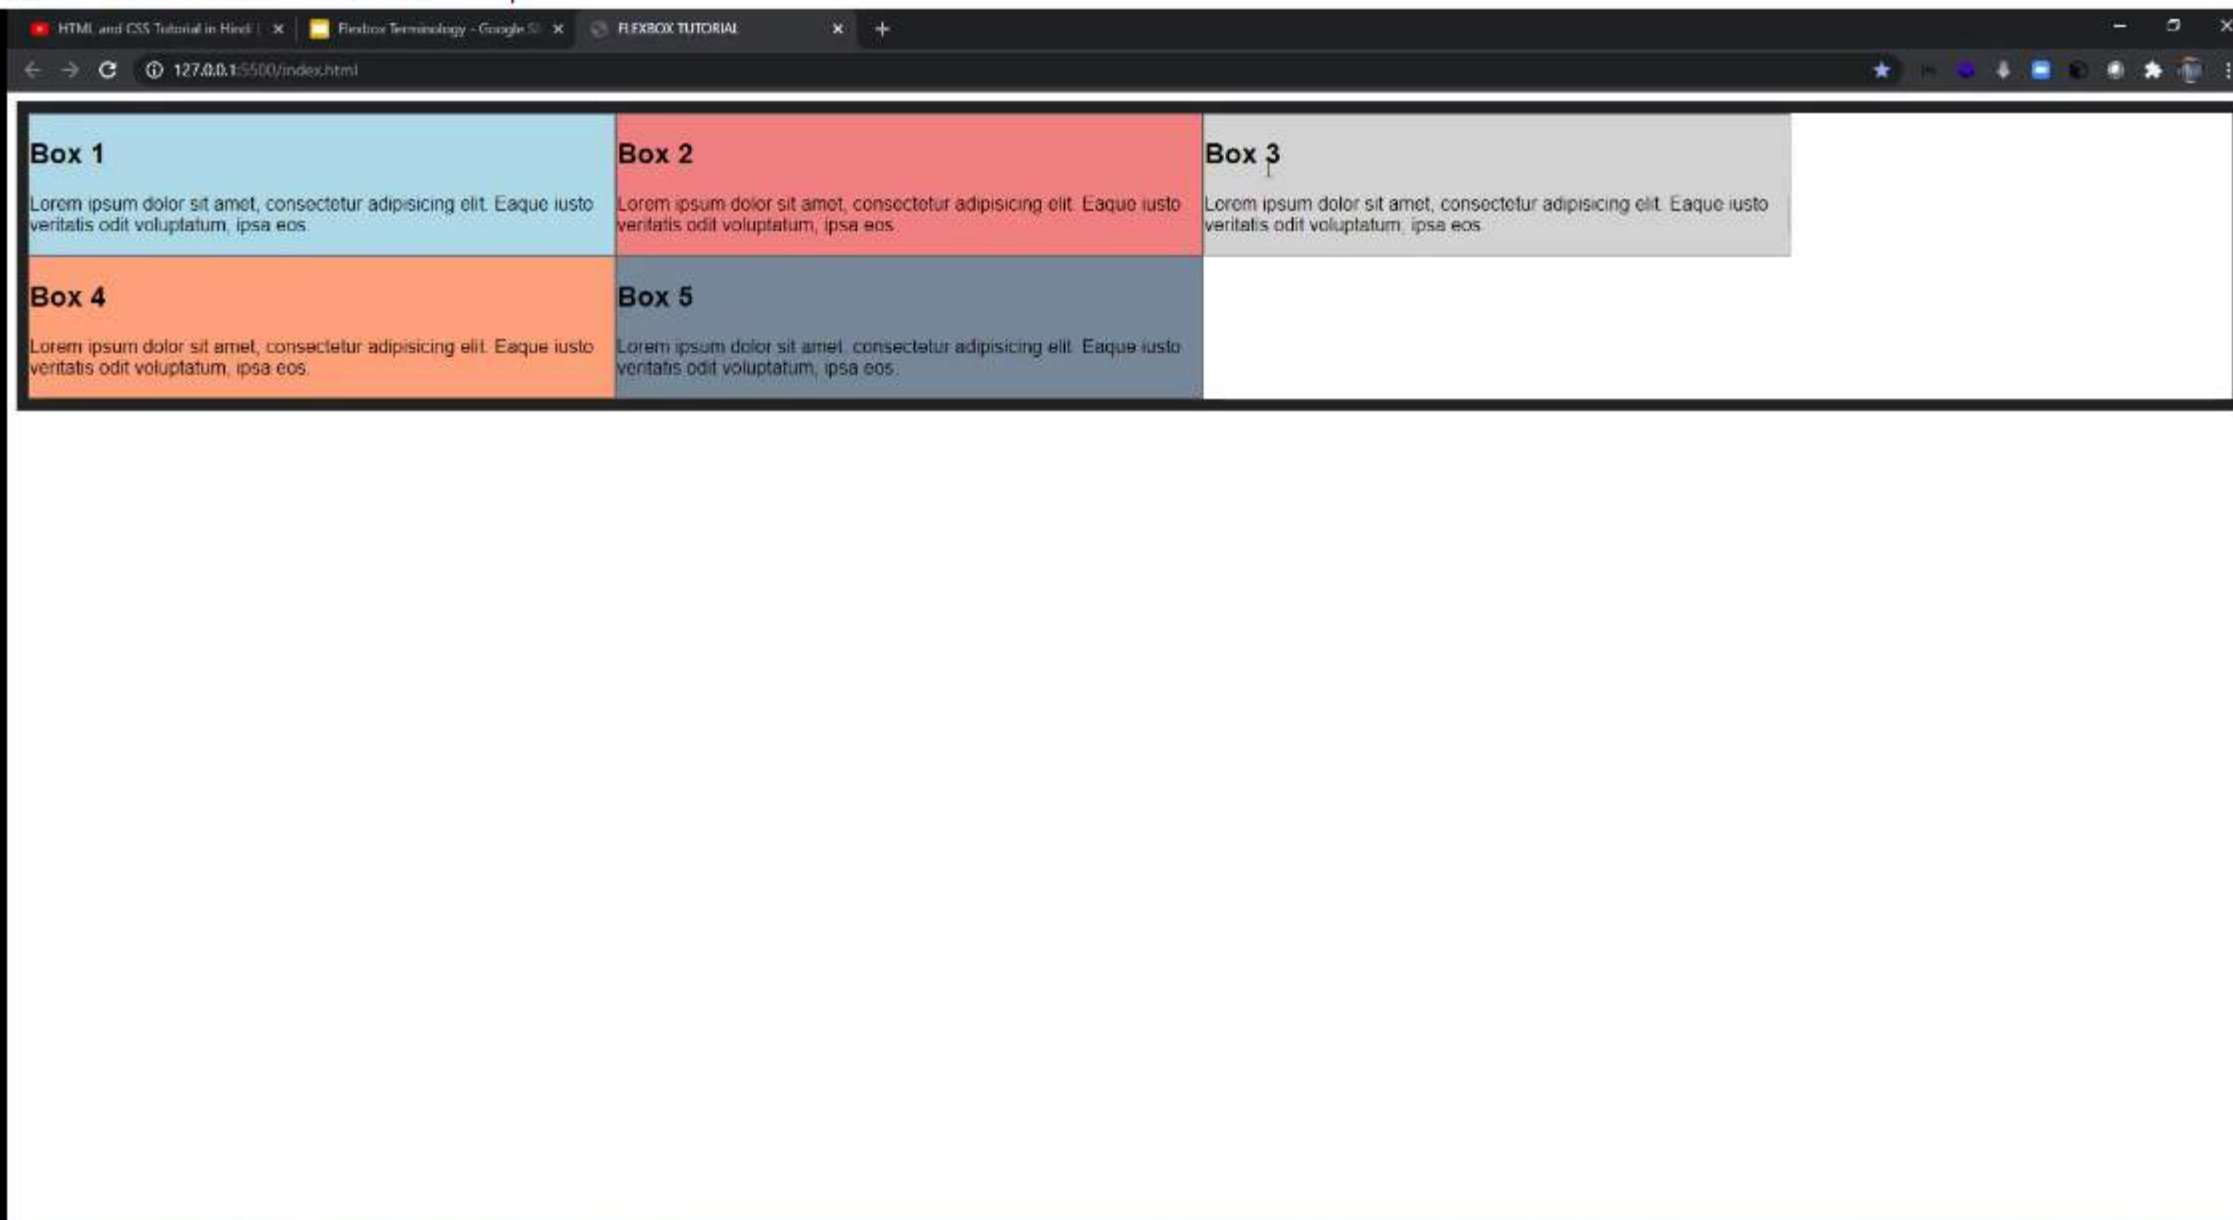 HTML and CSS Tutorial in Hindi
Flexbox Terminology - Google
FLEXBOX TUTORIAL
127.0.0.1:5500/index.html
Box 1
Lorem ipsum dolor sit amet, consectetur adipisicing elit. Eaque iusto
veritatis odit voluptatum, ipsa eos.
Box 2
Lorem ipsum dolor sit amet, consectetur adipisicing elit. Eaque iusto
veritatis odit voluptatum, ipsa eos.
Box 3
Lorem ipsum dolor sit amet, consectetur adipisicing elit. Eaque iusto
veritatis odit voluptatum, ipsa eos.
Box 4
Lorem ipsum dolor sit amet, consectetur adipisicing elit. Eaque iusto
veritatis odit voluptatum, ipsa eos.
Box 5
Lorem ipsum dolor sit amet, consectetur adipisicing elit. Eaque iusto
veritatis odit voluptatum, ipsa eos.